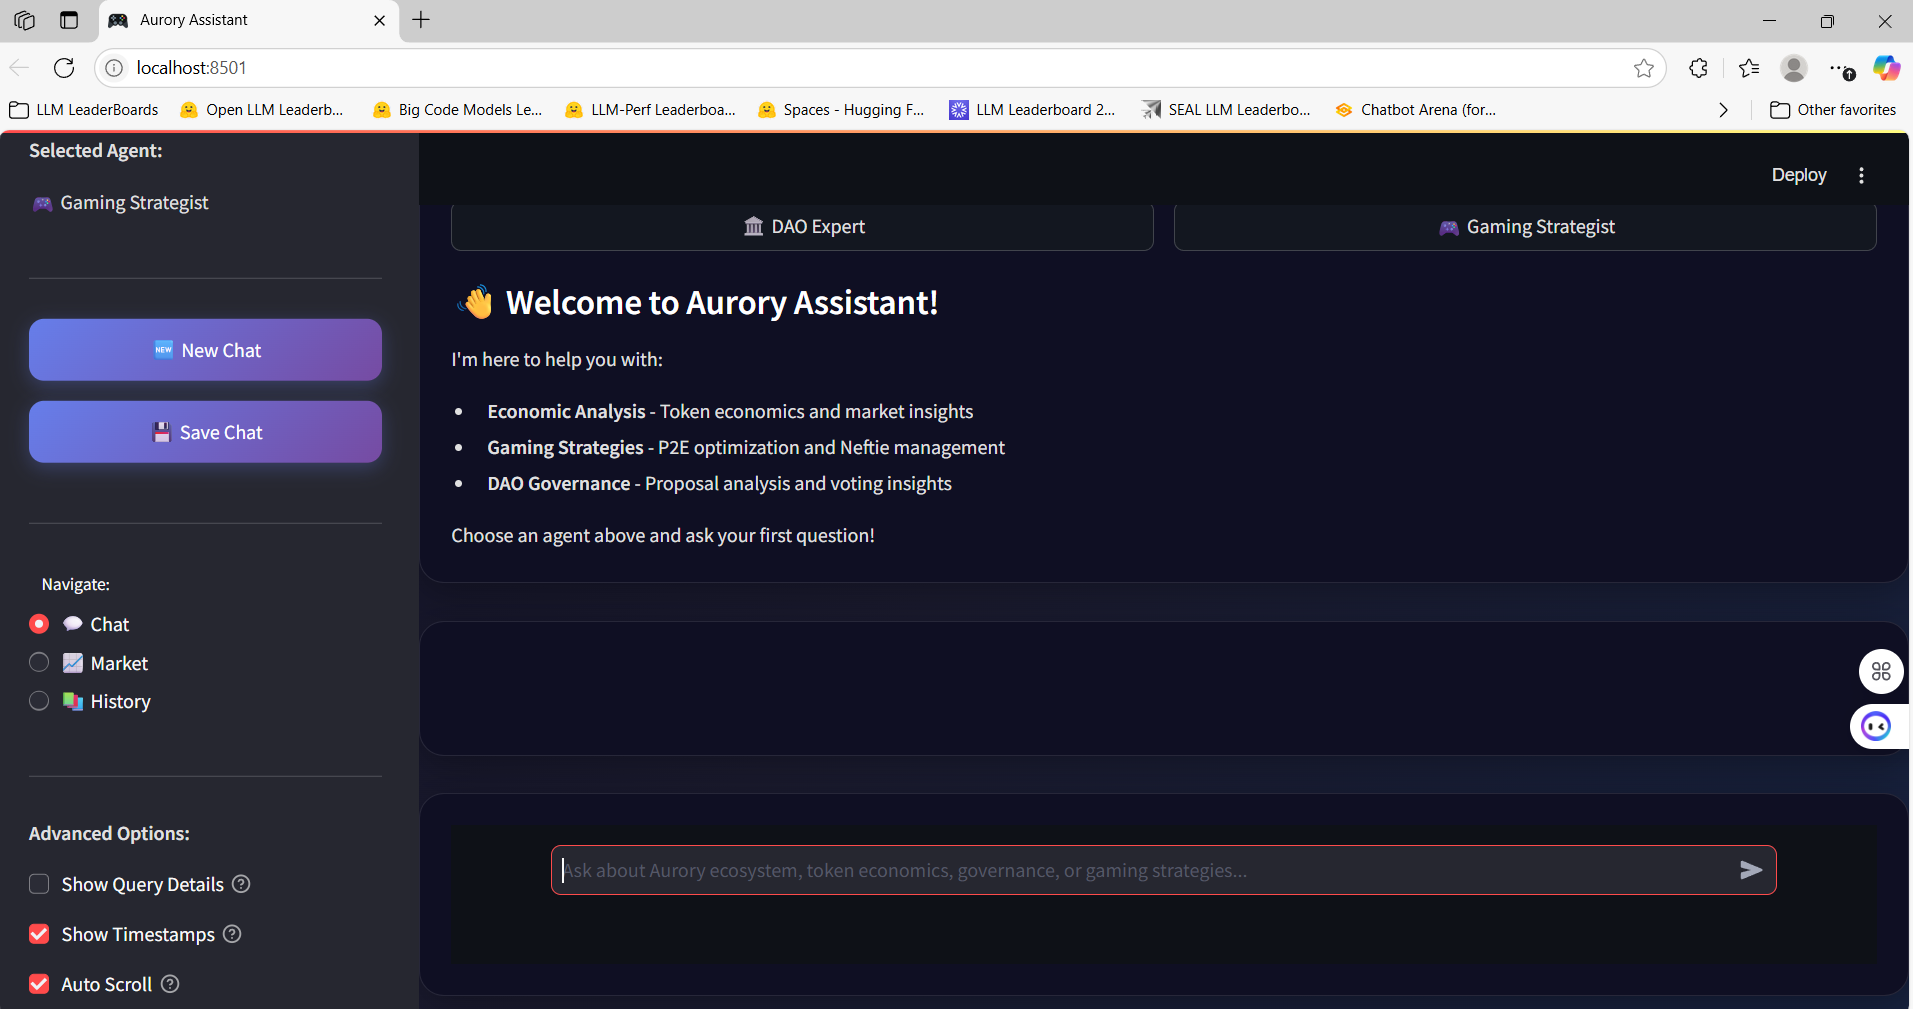 Aurory Assistant
localhost:8501
LLM LeaderBoards
Open LLM Leaderb...
Big Code Models Le...
LLM-Perf Leaderboa...
Spaces - Hugging F...
LLM Leaderboard 2...
SEAL LLM Leaderbo...
Chatbot Arena (for...
Other favorites
Selected Agent:
Gaming Strategist
NEW New Chat
Save Chat
Navigate:
Chat
Market
History
Advanced Options:
Show Query Details
Show Timestamps
Auto Scroll
Deploy
DAO Expert
Gaming Strategist
Welcome to Aurory Assistant!
I'm here to help you with:
• Economic Analysis - Token economics and market insights
• Gaming Strategies - P2E optimization and Neftie management
• DAO Governance - Proposal analysis and voting insights
Choose an agent above and ask your first question!
Ask about Aurory ecosystem, token economics, governance, or gaming strategies...